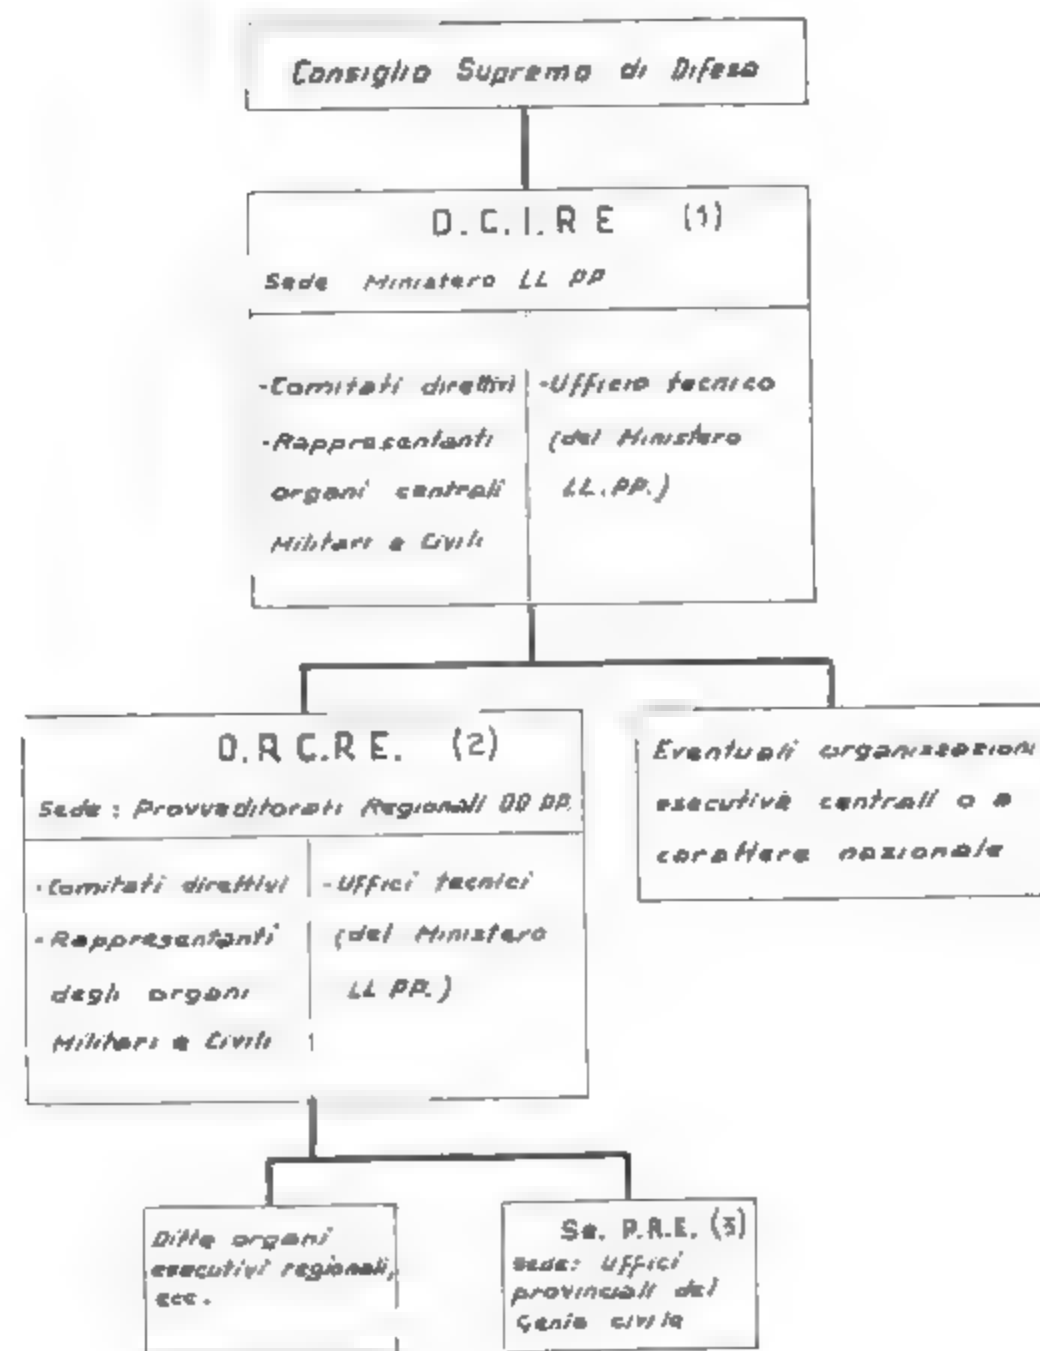 Consiglio Supremo di Difesa
D.C.I.R E (1)
Sede Ministero LL PP
-Comitati direttivi
-Rappresentanti
organi centrali
Militari e Civili
-Ufficio tecnico
(del Ministero
LL.PP.)
O.R C.RE. (2)
Sede: Provveditorati Regionali OO PP.
-Comitati direttivi
-Rappresentanti
degli organi
Militari e Civili
-Uffici tecnici
(del Ministero
LL PP.)
Eventuali organizzazioni
esecutive centrali o a
carattere nazionale
Ditte organi
esecutivi regionali,
ecc.
Se. P.R.E. (3)
Sede: Uffici
provinciali del
Genio civile